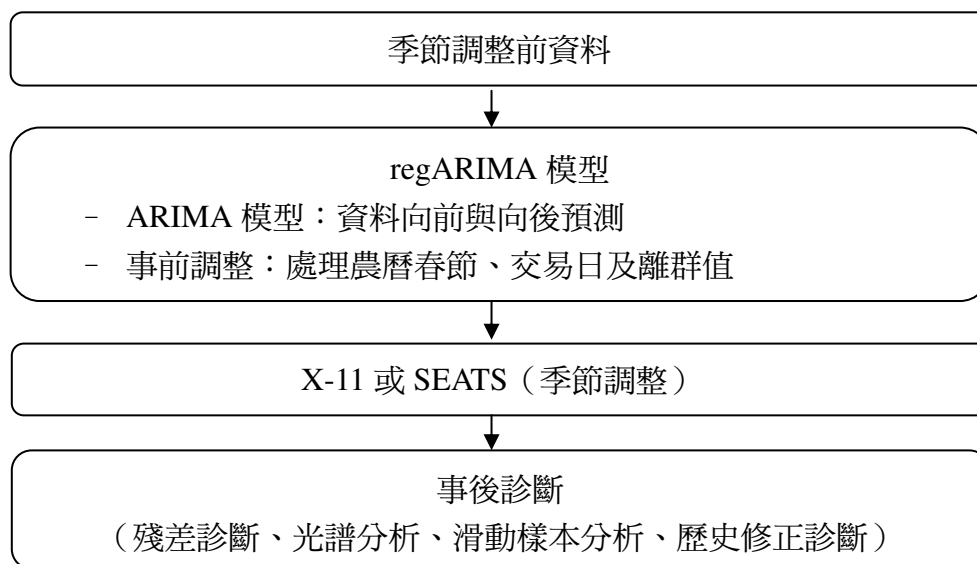 季節調整前資料
regARIMA 模型
- ARIMA 模型：資料向前與向後預測
- 事前調整：處理農曆春節、交易日及離群值
X-11 或 SEATS（季節調整）
事後診斷
（殘差診斷、光譜分析、滑動樣本分析、歷史修正診斷）